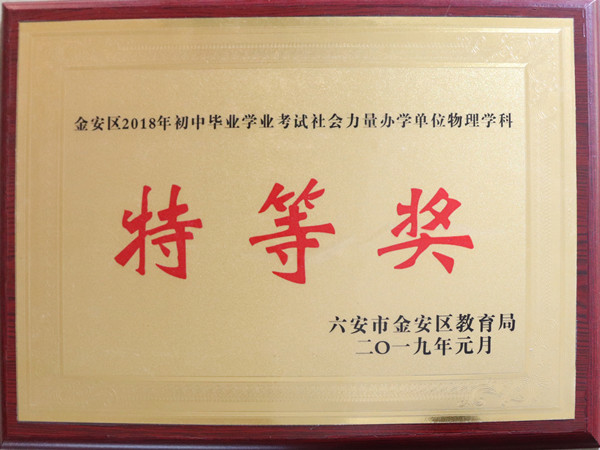 金安区2018年初中毕业学业考试社会力量办学单位物理学科
特等奖
六安市金安区教育局
二〇一九年元月